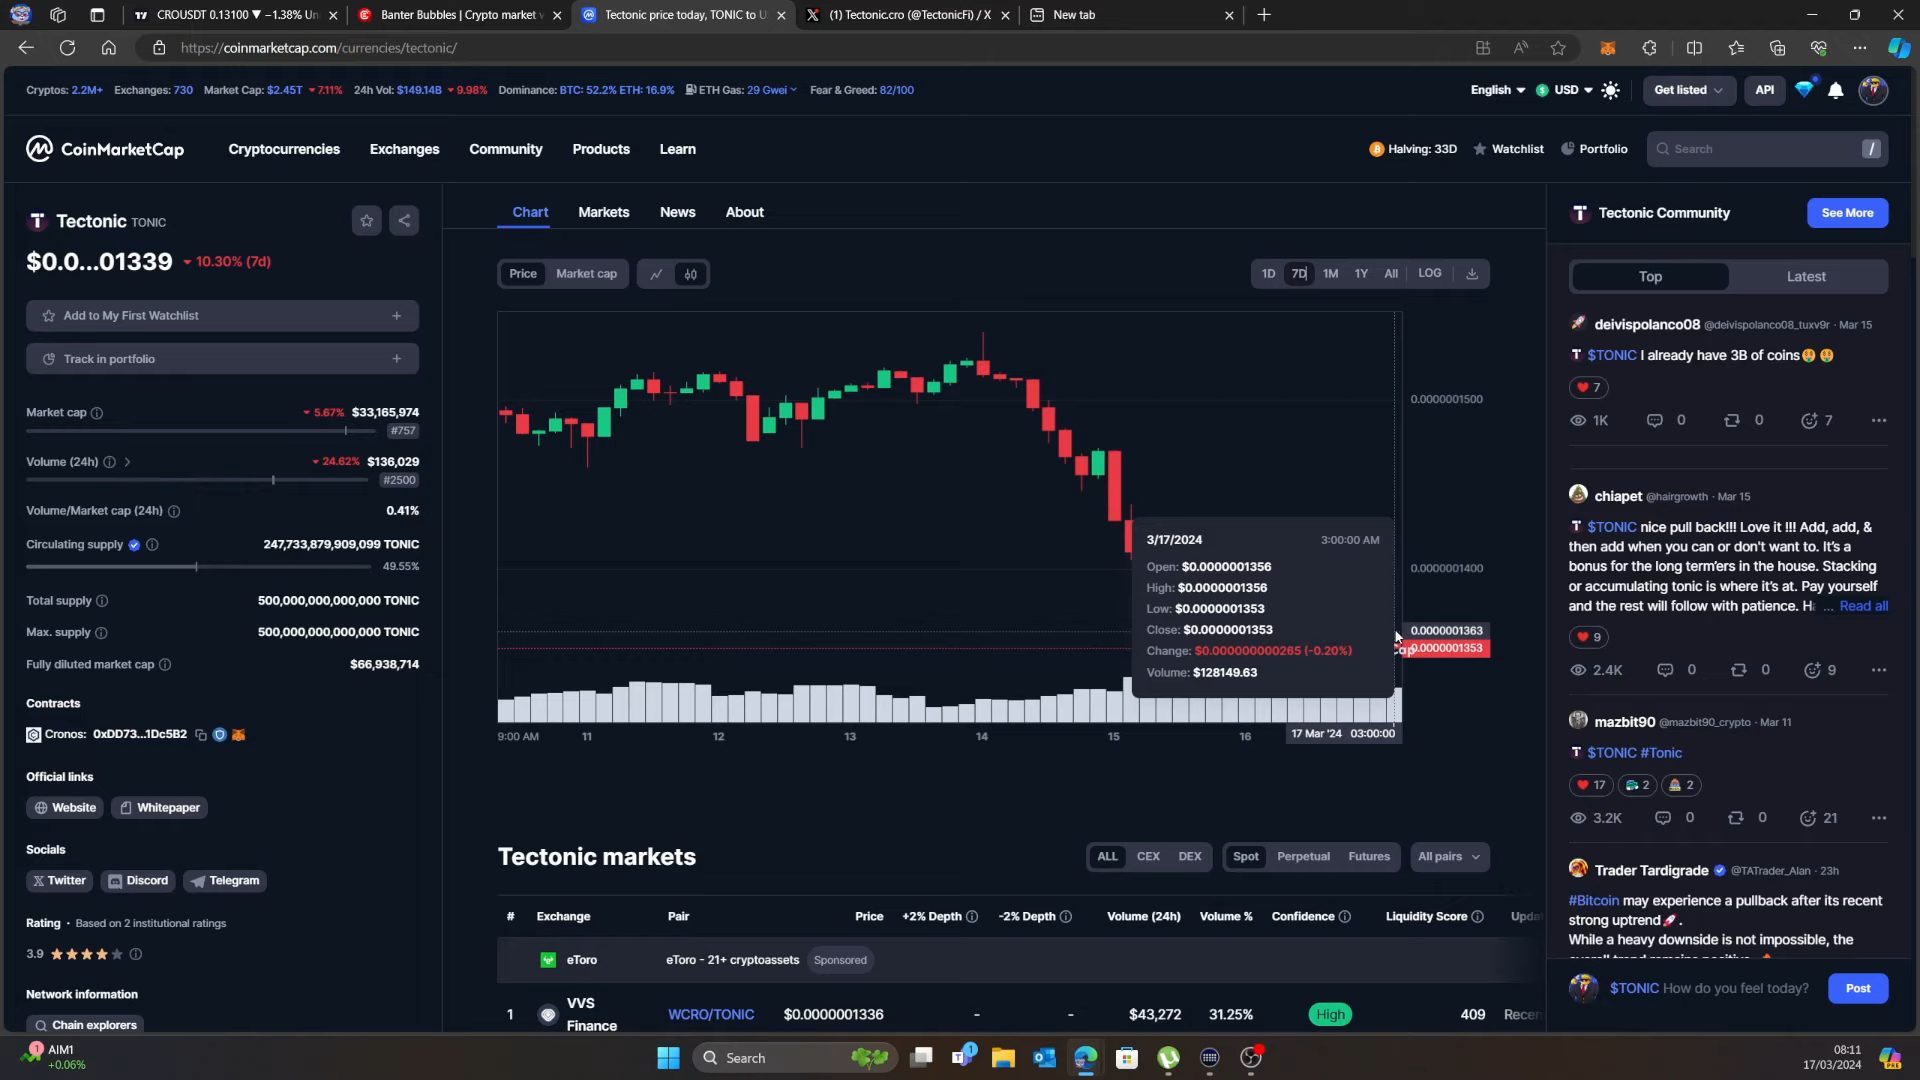 CROUSDT 0.13100 ▼ −1.38% Un
Banter Bubbles | Crypto market v
Tectonic price today, TONIC to U
(1) Tectonic.cro (@TectonicFi) / X
New tab
https://coinmarketcap.com/currencies/tectonic/
Cryptos: 2.2M+ Exchanges: 730 Market Cap: $2.45T 7.11% 24h Vol: $149.14B 9.98% Dominance: BTC: 52.2% ETH: 16.9% ETH Gas: 29 Gwei Fear & Greed: 82/100
English USD Get listed API
CoinMarketCap Cryptocurrencies Exchanges Community Products Learn
Halving: 33D Watchlist Portfolio Search /
Tectonic TONIC
$0.0...01339 10.30% (7d)
Add to My First Watchlist +
Track in portfolio +
Market cap 5.67% $33,165,974
#757
Volume (24h) 24.62% $136,029
#2500
Volume/Market cap (24h) 0.41%
Circulating supply 247,733,879,909,099 TONIC
49.55%
Total supply 500,000,000,000,000 TONIC
Max. supply 500,000,000,000,000 TONIC
Fully diluted market cap $66,938,714
Contracts
Cronos: 0xDD73...1Dc5B2
Official links
Website Whitepaper
Socials
Twitter Discord Telegram
Rating · Based on 2 institutional ratings
3.9
Network information
Chain explorers
Chart Markets News About
Price Market cap
1D 7D 1M 1Y All LOG
0.0000001500
0.0000001400
0.0000001363
0.0000001353
3/17/2024 3:00:00 AM
Open: $0.0000001356
High: $0.0000001356
Low: $0.0000001353
Close: $0.0000001353
Change: $0.000000000265 (-0.20%)
Volume: $128149.63
9:00 AM 11 12 13 14 15 16
17 Mar '24 03:00:00
Tectonic markets
ALL CEX DEX Spot Perpetual Futures All pairs
# Exchange Pair Price +2% Depth -2% Depth Volume (24h) Volume % Confidence Liquidity Score Upda
eToro eToro - 21+ cryptoassets Sponsored
1 VVS Finance WCRO/TONIC $0.0000001336 - - $43,272 31.25% High 409 Recen
Tectonic Community See More
Top Latest
deivispolanco08 @deivispolanco08_tuxv9r · Mar 15
$TONIC I already have 3B of coins🤑🤑
7
1K 0 0 7
chiapet @hairgrowth · Mar 15
$TONIC nice pull back!!! Love it !!! Add, add, &
then add when you can or don't want to. It's a
bonus for the long term'ers in the house. Stacking
or accumulating tonic is where it's at. Pay yourself
and the rest will follow with patience. H ... Read all
9
2.4K 0 0 9
mazbit90 @mazbit90_crypto · Mar 11
$TONIC #Tonic
17 2 2
3.2K 0 0 21
Trader Tardigrade @TATrader_Alan · 23h
#Bitcoin may experience a pullback after its recent
strong uptrend🚀.
While a heavy downside is not impossible, the
overall trend remains positive.
$TONIC How do you feel today? Post
1 AIM1
+0.06%
Search
1
08:11
17/03/2024